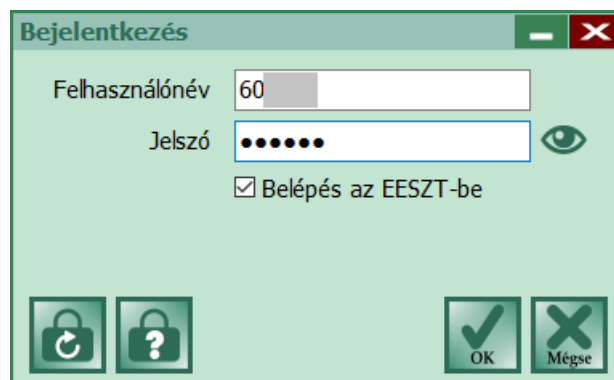 Bejelentkezés
Felhasználónév 60
Jelszó ●●●●●●
Belépés az EESZT-be
? OK Mégse